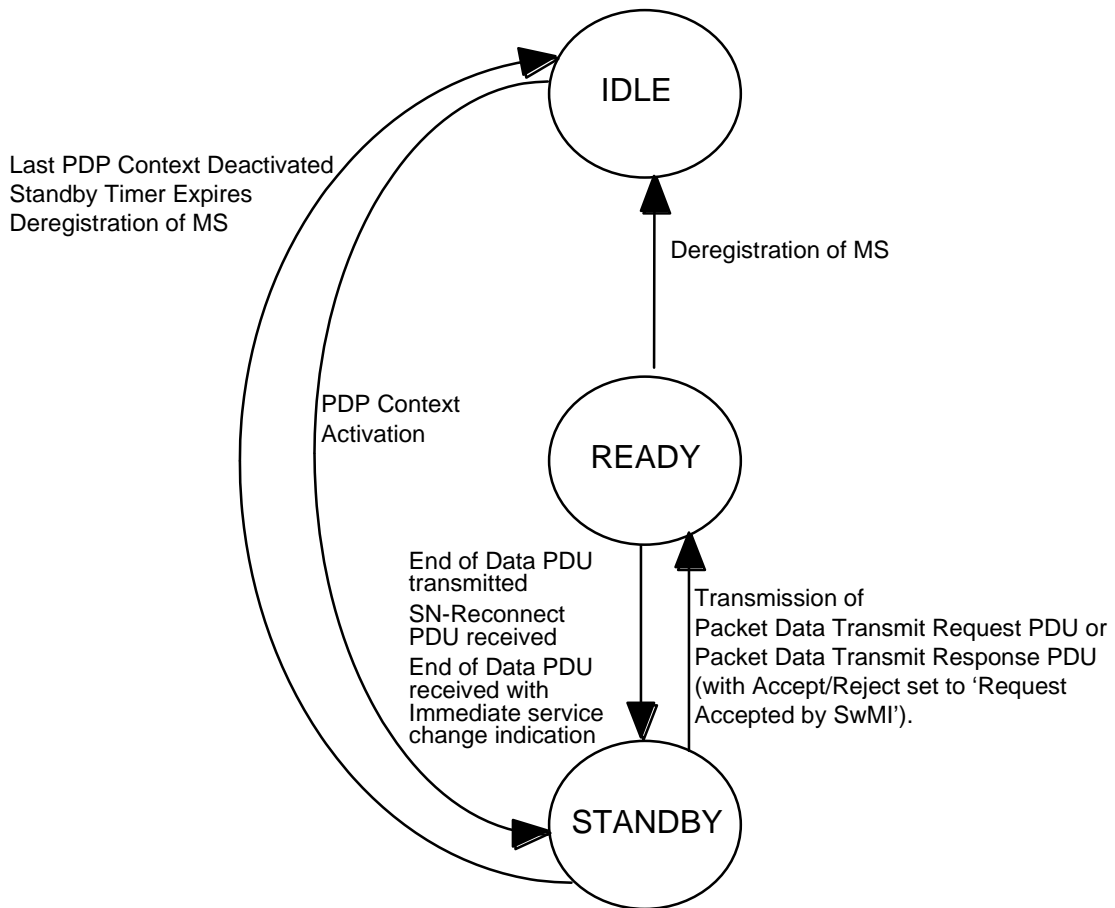 IDLE
Last PDP Context Deactivated
Standby Timer Expires
Deregistration of MS
Deregistration of MS
PDP Context
Activation
READY
End of Data PDU
transmitted
SN-Reconnect
PDU received
End of Data PDU
received with
Immediate service
change indication
Transmission of
Packet Data Transmit Request PDU or
Packet Data Transmit Response PDU
(with Accept/Reject set to ‘Request
Accepted by SwMI’).
STANDBY